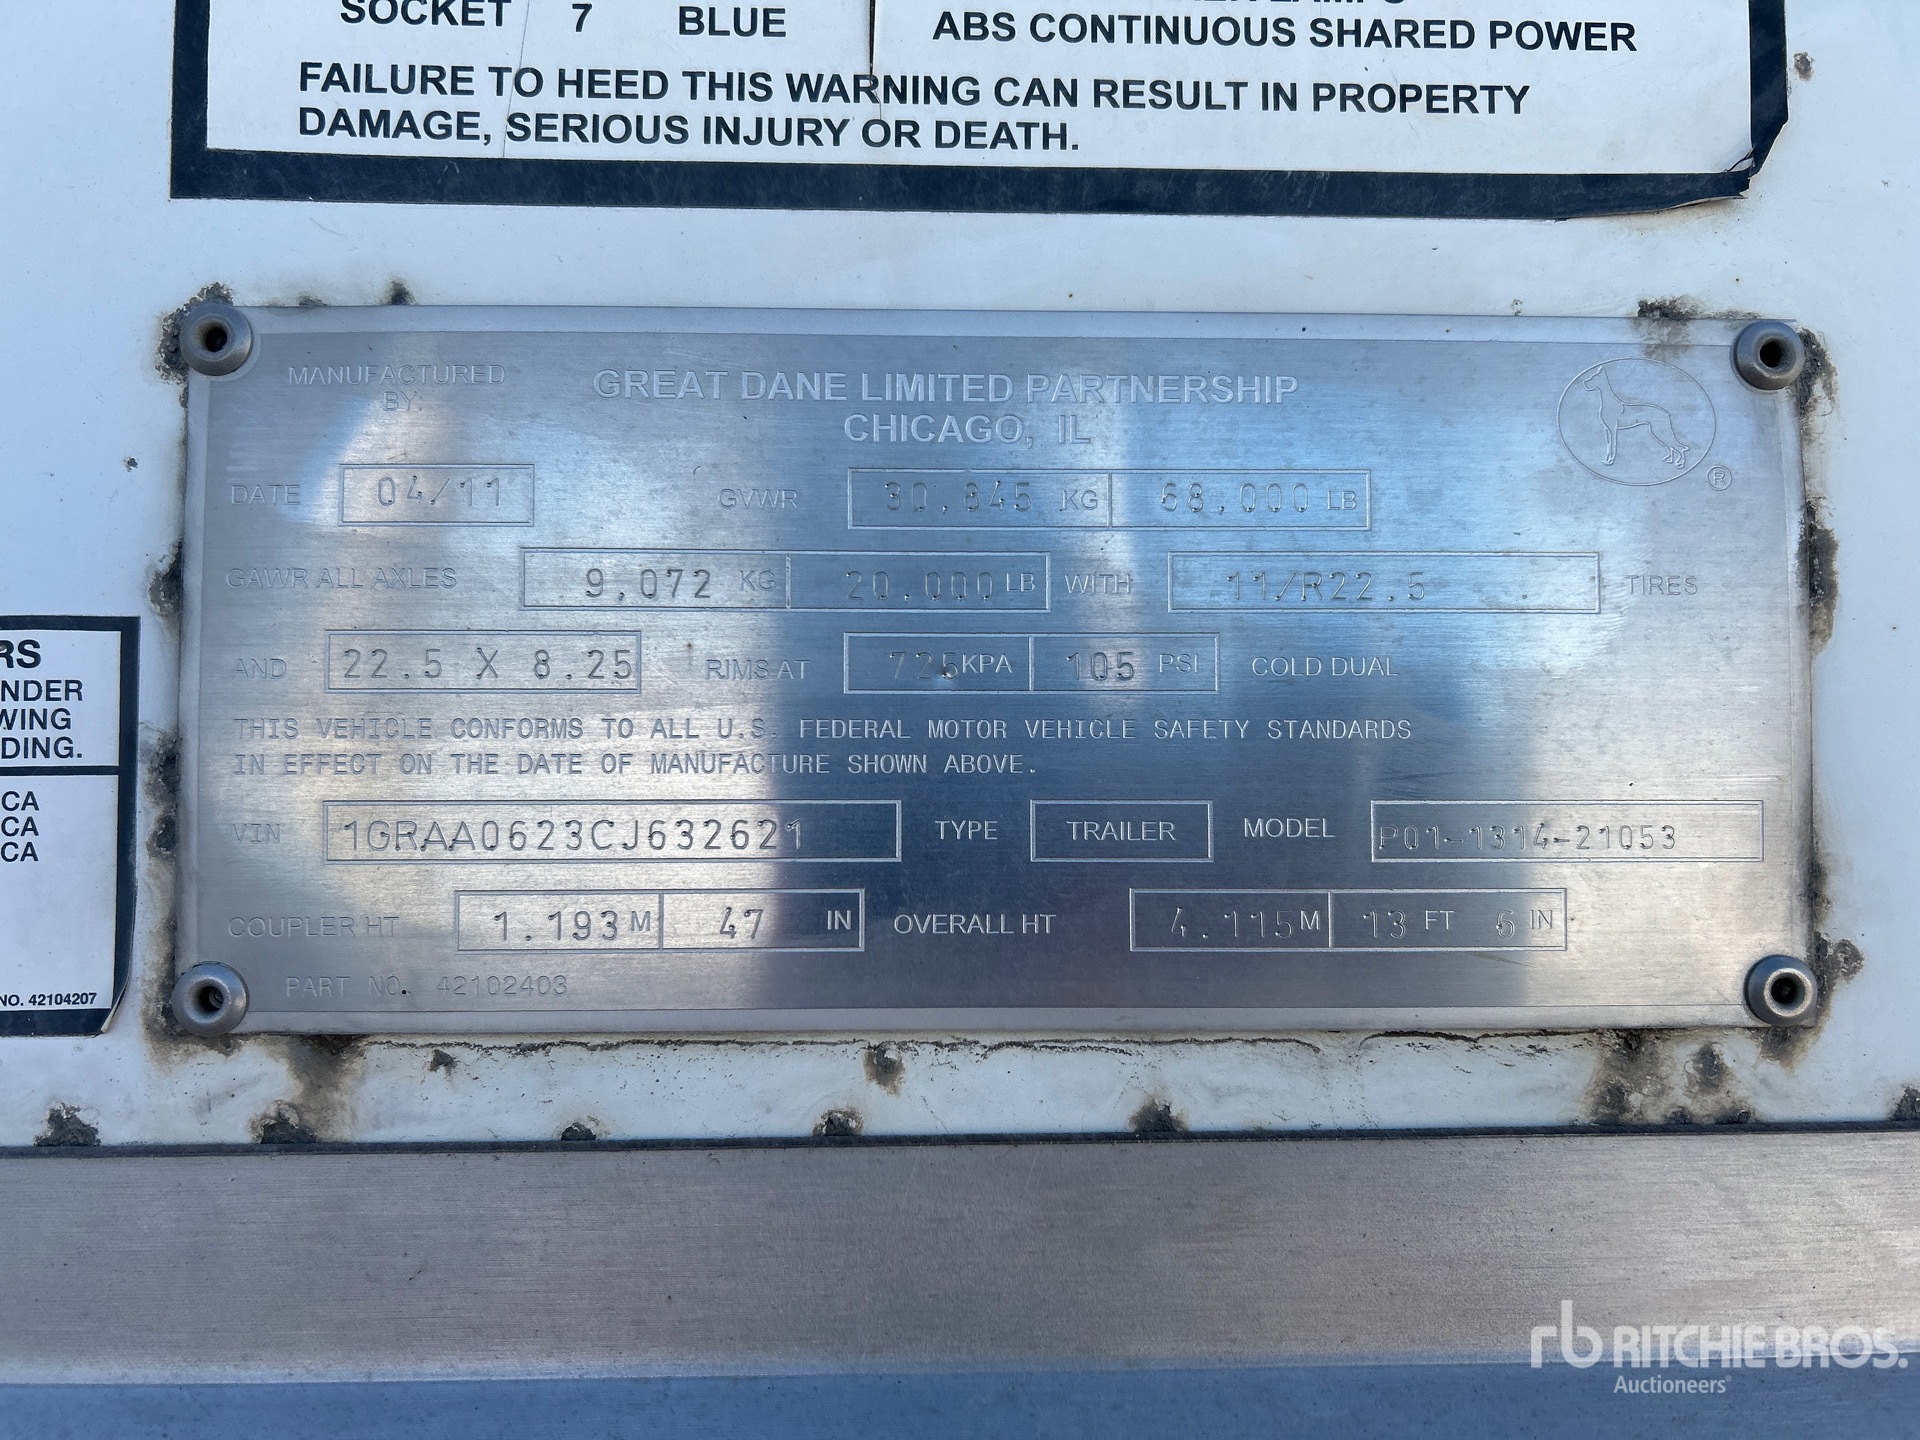 SOCKET 7 BLUE
ABS CONTINUOUS SHARED POWER
FAILURE TO HEED THIS WARNING CAN RESULT IN PROPERTY
DAMAGE, SERIOUS INJURY OR DEATH.
MANUFACTURED BY: GREAT DANE LIMITED PARTNERSHIP
CHICAGO, IL
®
DATE 04/11 GVWR 30.845 KG 68.000 LB
GAWR ALL AXLES 9.072 KG 20.000 LB WITH 11/R22.5 TIRES
AND 22.5 X 8.25 RIMS AT 725 KPA 105 PSI COLD DUAL
THIS VEHICLE CONFORMS TO ALL U.S. FEDERAL MOTOR VEHICLE SAFETY STANDARDS
IN EFFECT ON THE DATE OF MANUFACTURE SHOWN ABOVE.
VIN 1GRAA0623CJ632621 TYPE TRAILER MODEL P01-1314-21053
COUPLER HT 1.193 M 47 IN OVERALL HT 4.115 M 13 FT 6 IN
PART NO. 42102403
RS
NDER
WING
DING.
CA
CA
CA
NO. 42104207
rb RITCHIE BROS.
Auctioneers